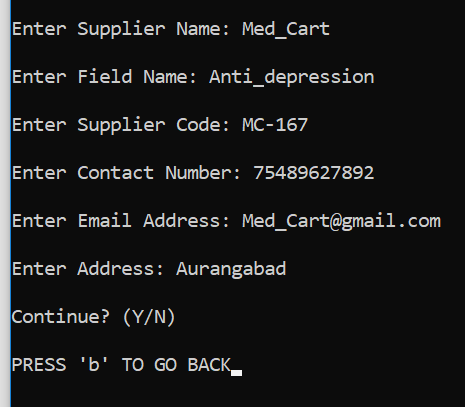 Enter Supplier Name: Med_Cart
Enter Field Name: Anti_depression
Enter Supplier Code: MC-167
Enter Contact Number: 75489627892
Enter Email Address: Med_Cart@gmail.com
Enter Address: Aurangabad
Continue? (Y/N)
PRESS 'b' TO GO BACK